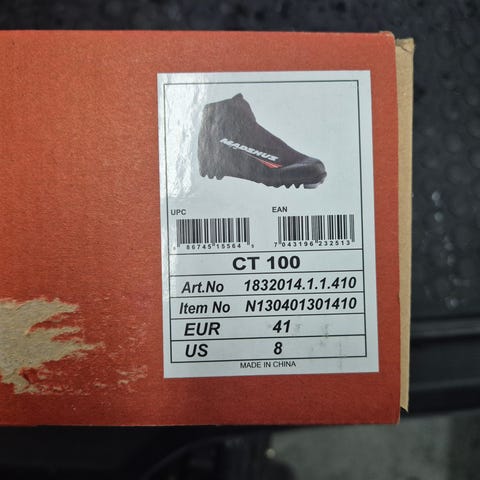 MADSHUS
UPC
EAN
6 86745 15564 9
7 043196 232513
CT 100
Art.No 1832014.1.1.410
Item No N130401301410
EUR 41
US 8
MADE IN CHINA